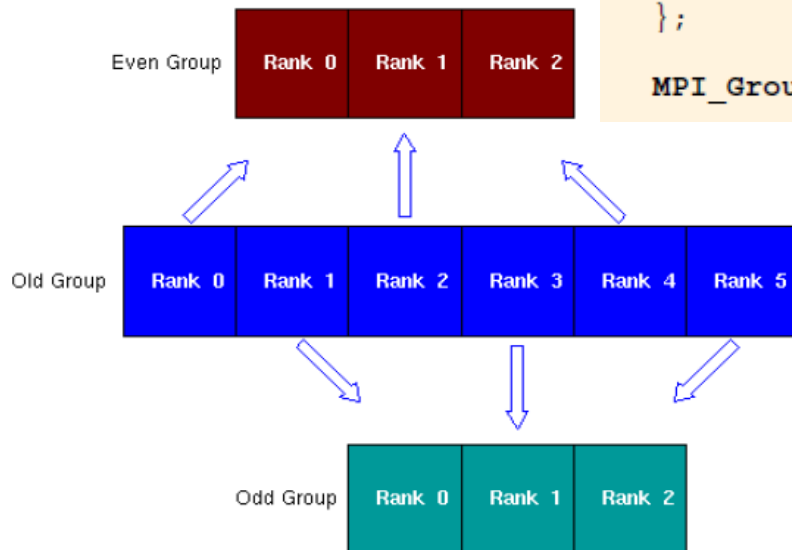 };
MPI_Grou
Even Group Rank 0 Rank 1 Rank 2
Old Group Rank 0 Rank 1 Rank 2 Rank 3 Rank 4 Rank 5
Odd Group Rank 0 Rank 1 Rank 2